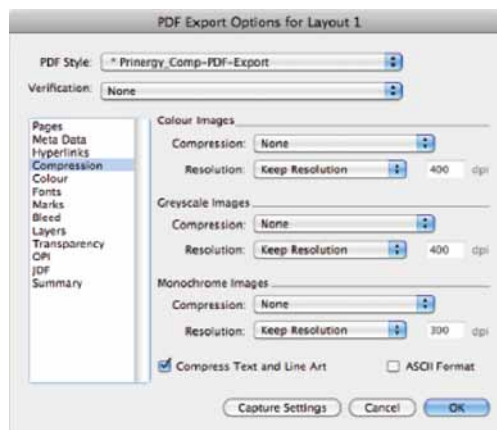 PDF Export Options for Layout 1
PDF Style: * Prinergy_Comp-PDF-Export
Verification: None
Pages
Meta Data
Hyperlinks
Compression
Colour
Fonts
Marks
Bleed
Layers
Transparency
OPI
JDF
Summary
Colour Images
Compression: None
Resolution: Keep Resolution 400 dpi
Greyscale Images
Compression: None
Resolution: Keep Resolution 400 dpi
Monochrome Images
Compression: None
Resolution: Keep Resolution 300 dpi
Compress Text and Line Art ASCII Format
Capture Settings Cancel OK